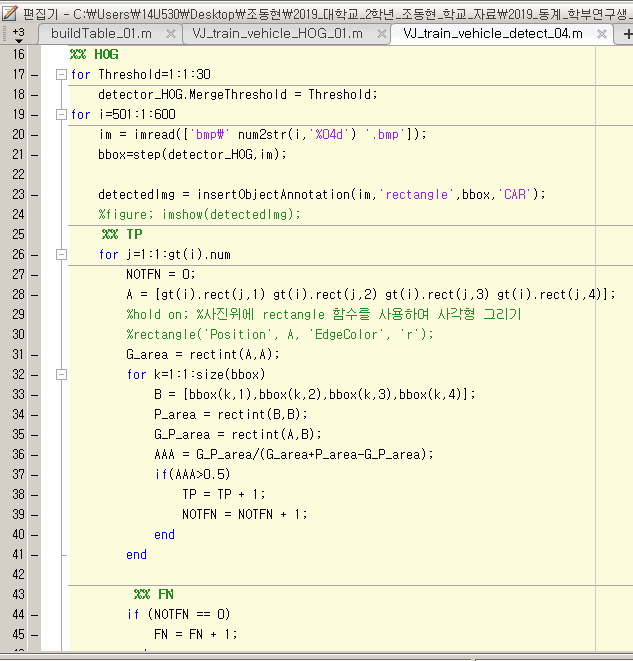 편집기 - C:₩Users₩14U530₩Desktop₩조동현₩2019_대학교_2학년_조동현_학교_자료₩2019_동계_학부연구생_
+3 buildTable_01.m × VJ_train_vehicle_HOG_01.m × VJ_train_vehicle_detect_04.m × +
16 %% HOG
17 – for Threshold=1:1:30
18 – detector_HOG.MergeThreshold = Threshold;
19 – for i=501:1:600
20 – im = imread(['bmp₩' num2str(i,'%04d') '.bmp']);
21 – bbox=step(detector_HOG,im);
22
23 – detectedImg = insertObjectAnnotation(im,'rectangle',bbox,'CAR');
24 %figure; imshow(detectedImg);
25 %% TP
26 – for j=1:1:gt(i).num
27 – NOTFN = 0;
28 – A = [gt(i).rect(j,1) gt(i).rect(j,2) gt(i).rect(j,3) gt(i).rect(j,4)];
29 %hold on; %사진위에 rectangle 함수를 사용하여 사각형 그리기
30 %rectangle('Position', A, 'EdgeColor', 'r');
31 – G_area = rectint(A,A);
32 – for k=1:1:size(bbox)
33 – B = [bbox(k,1),bbox(k,2),bbox(k,3),bbox(k,4)];
34 – P_area = rectint(B,B);
35 – G_P_area = rectint(A,B);
36 – AAA = G_P_area/(G_area+P_area-G_P_area);
37 – if(AAA>0.5)
38 – TP = TP + 1;
39 – NOTFN = NOTFN + 1;
40 – end
41 – end
42
43 %% FN
44 – if (NOTFN == 0)
45 – FN = FN + 1;